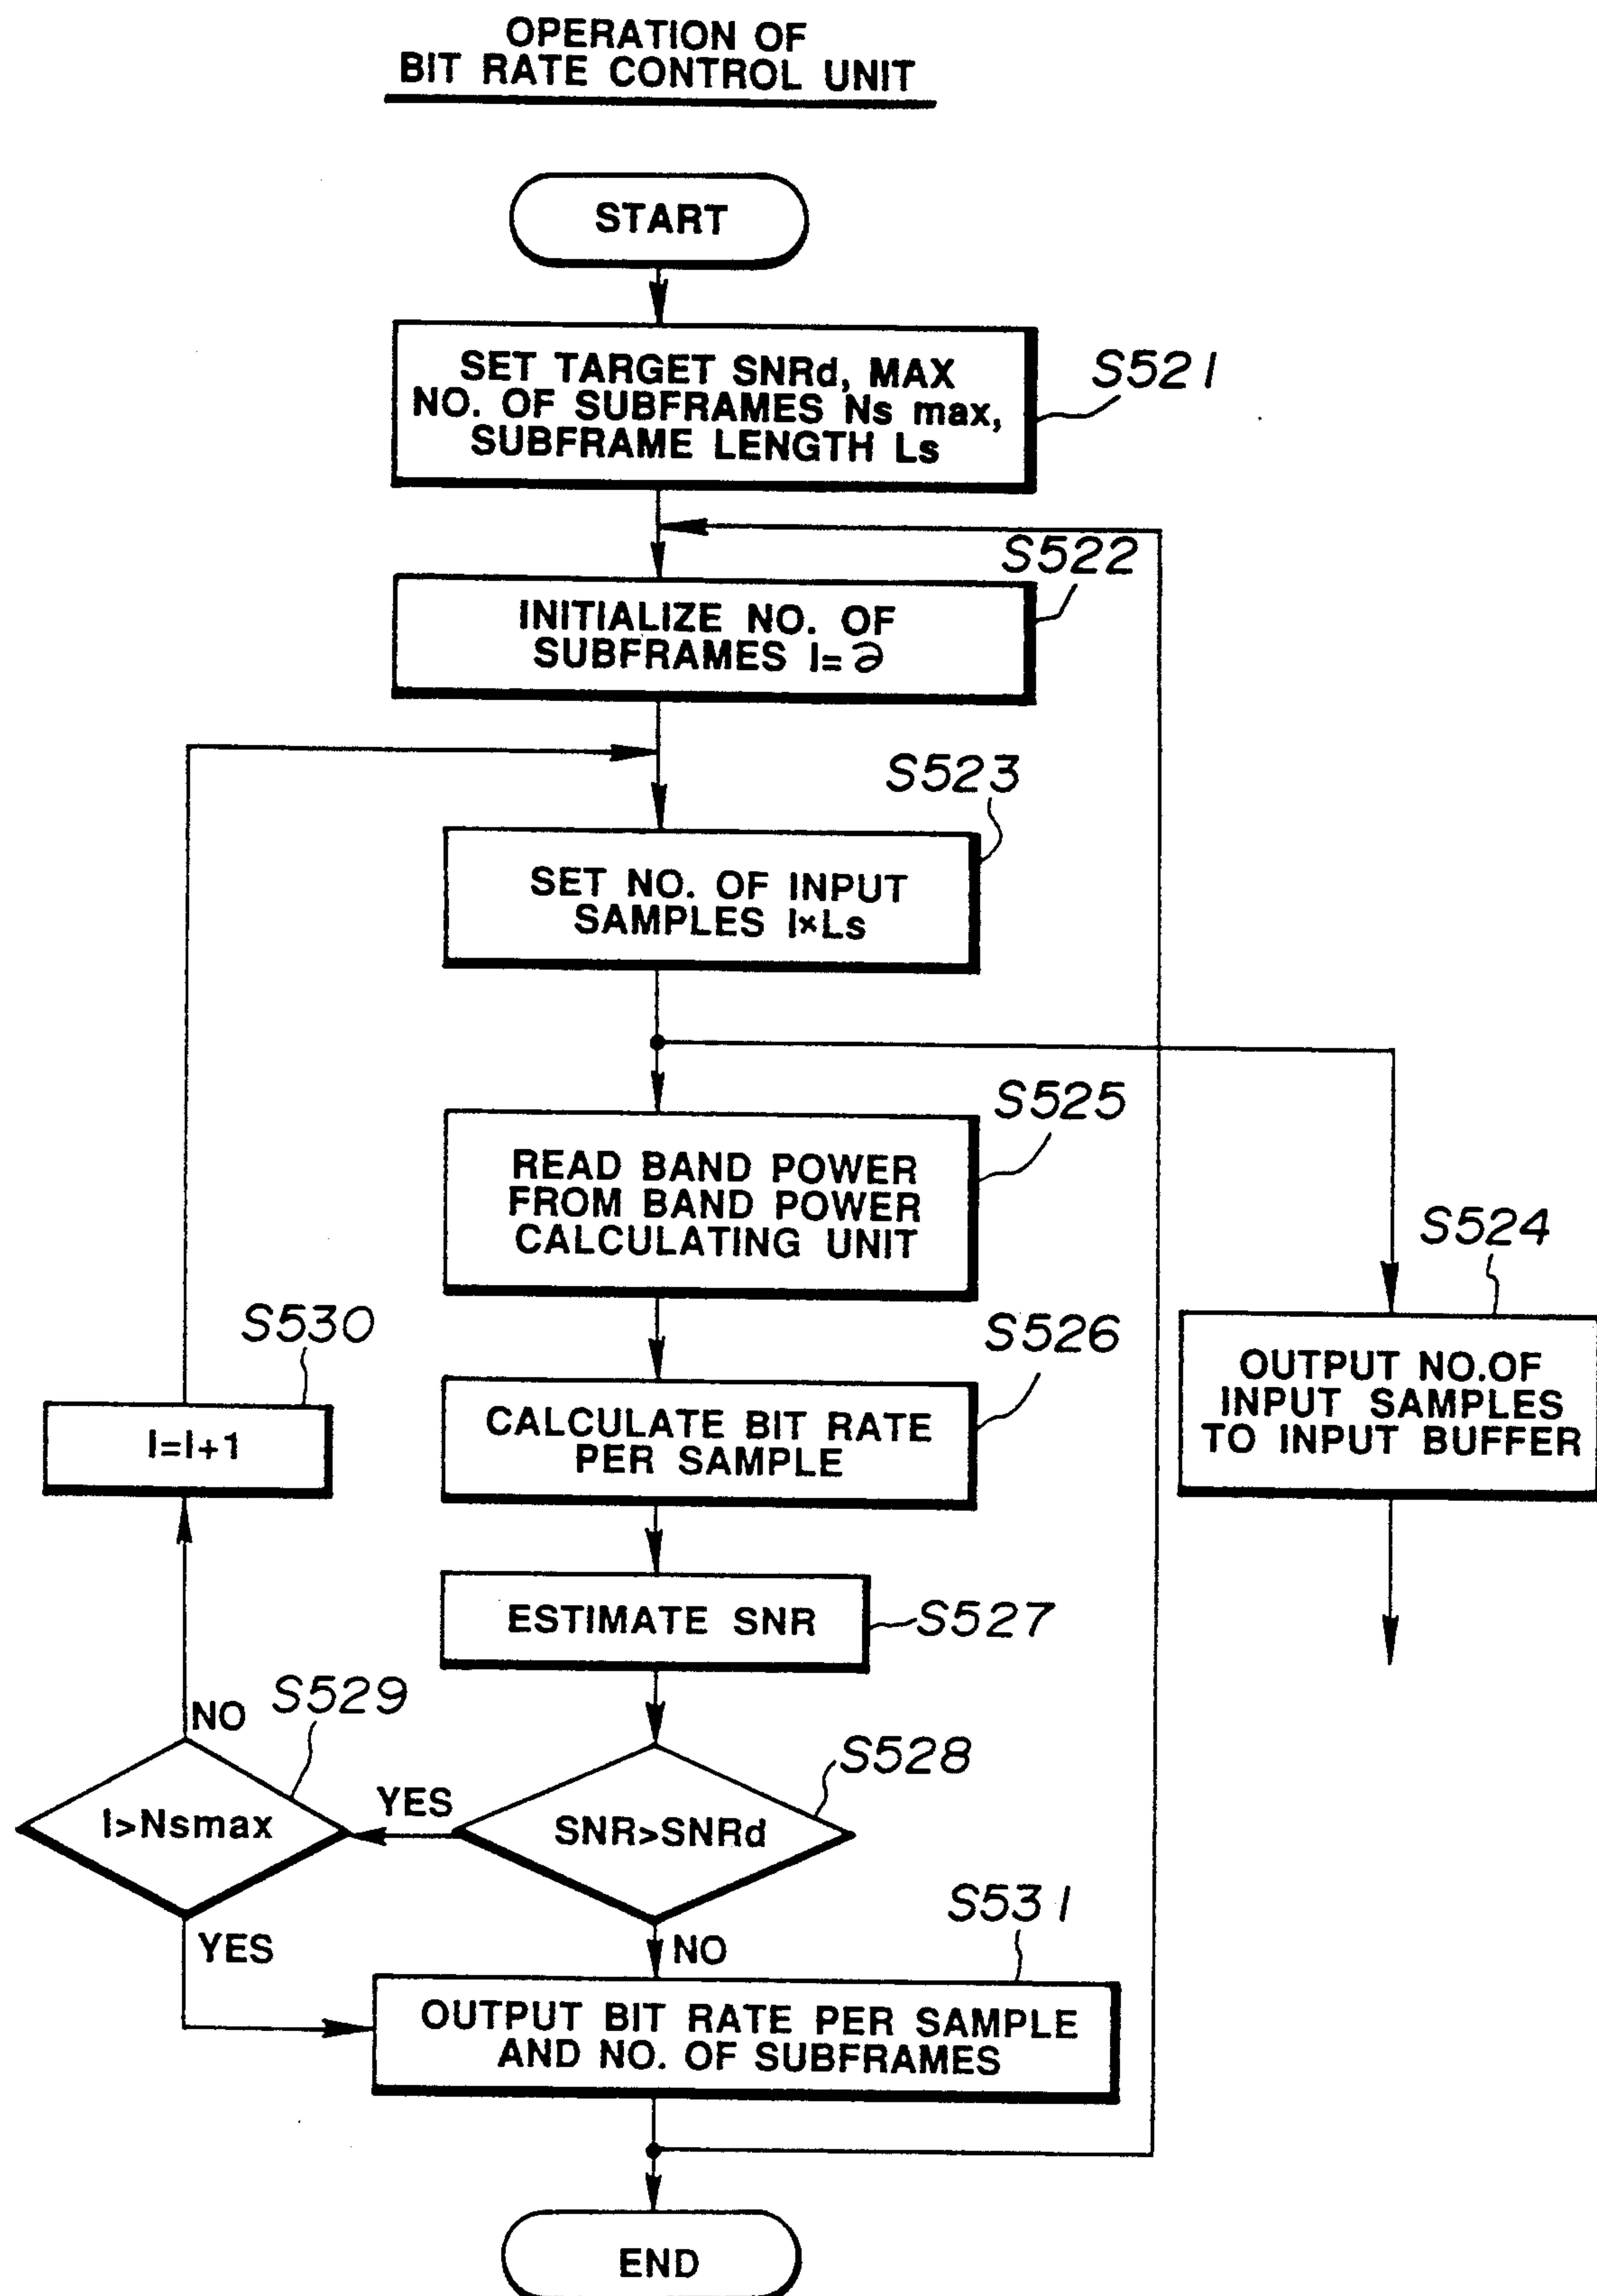 OPERATION OF
BIT RATE CONTROL UNIT
START
SET TARGET SNRd, MAX
NO. OF SUBFRAMES Ns max,
SUBFRAME LENGTH Ls
S521
S522
INITIALIZE NO. OF
SUBFRAMES I=∂
S523
SET NO. OF INPUT
SAMPLES I×Ls
S525
READ BAND POWER
FROM BAND POWER
CALCULATING UNIT
S524
OUTPUT NO.OF
INPUT SAMPLES
TO INPUT BUFFER
S530
I=I+1
S526
CALCULATE BIT RATE
PER SAMPLE
ESTIMATE SNR
S527
S529
NO
I>Nsmax
YES
S528
SNR>SNRd
YES
NO
S531
OUTPUT BIT RATE PER SAMPLE
AND NO. OF SUBFRAMES
END